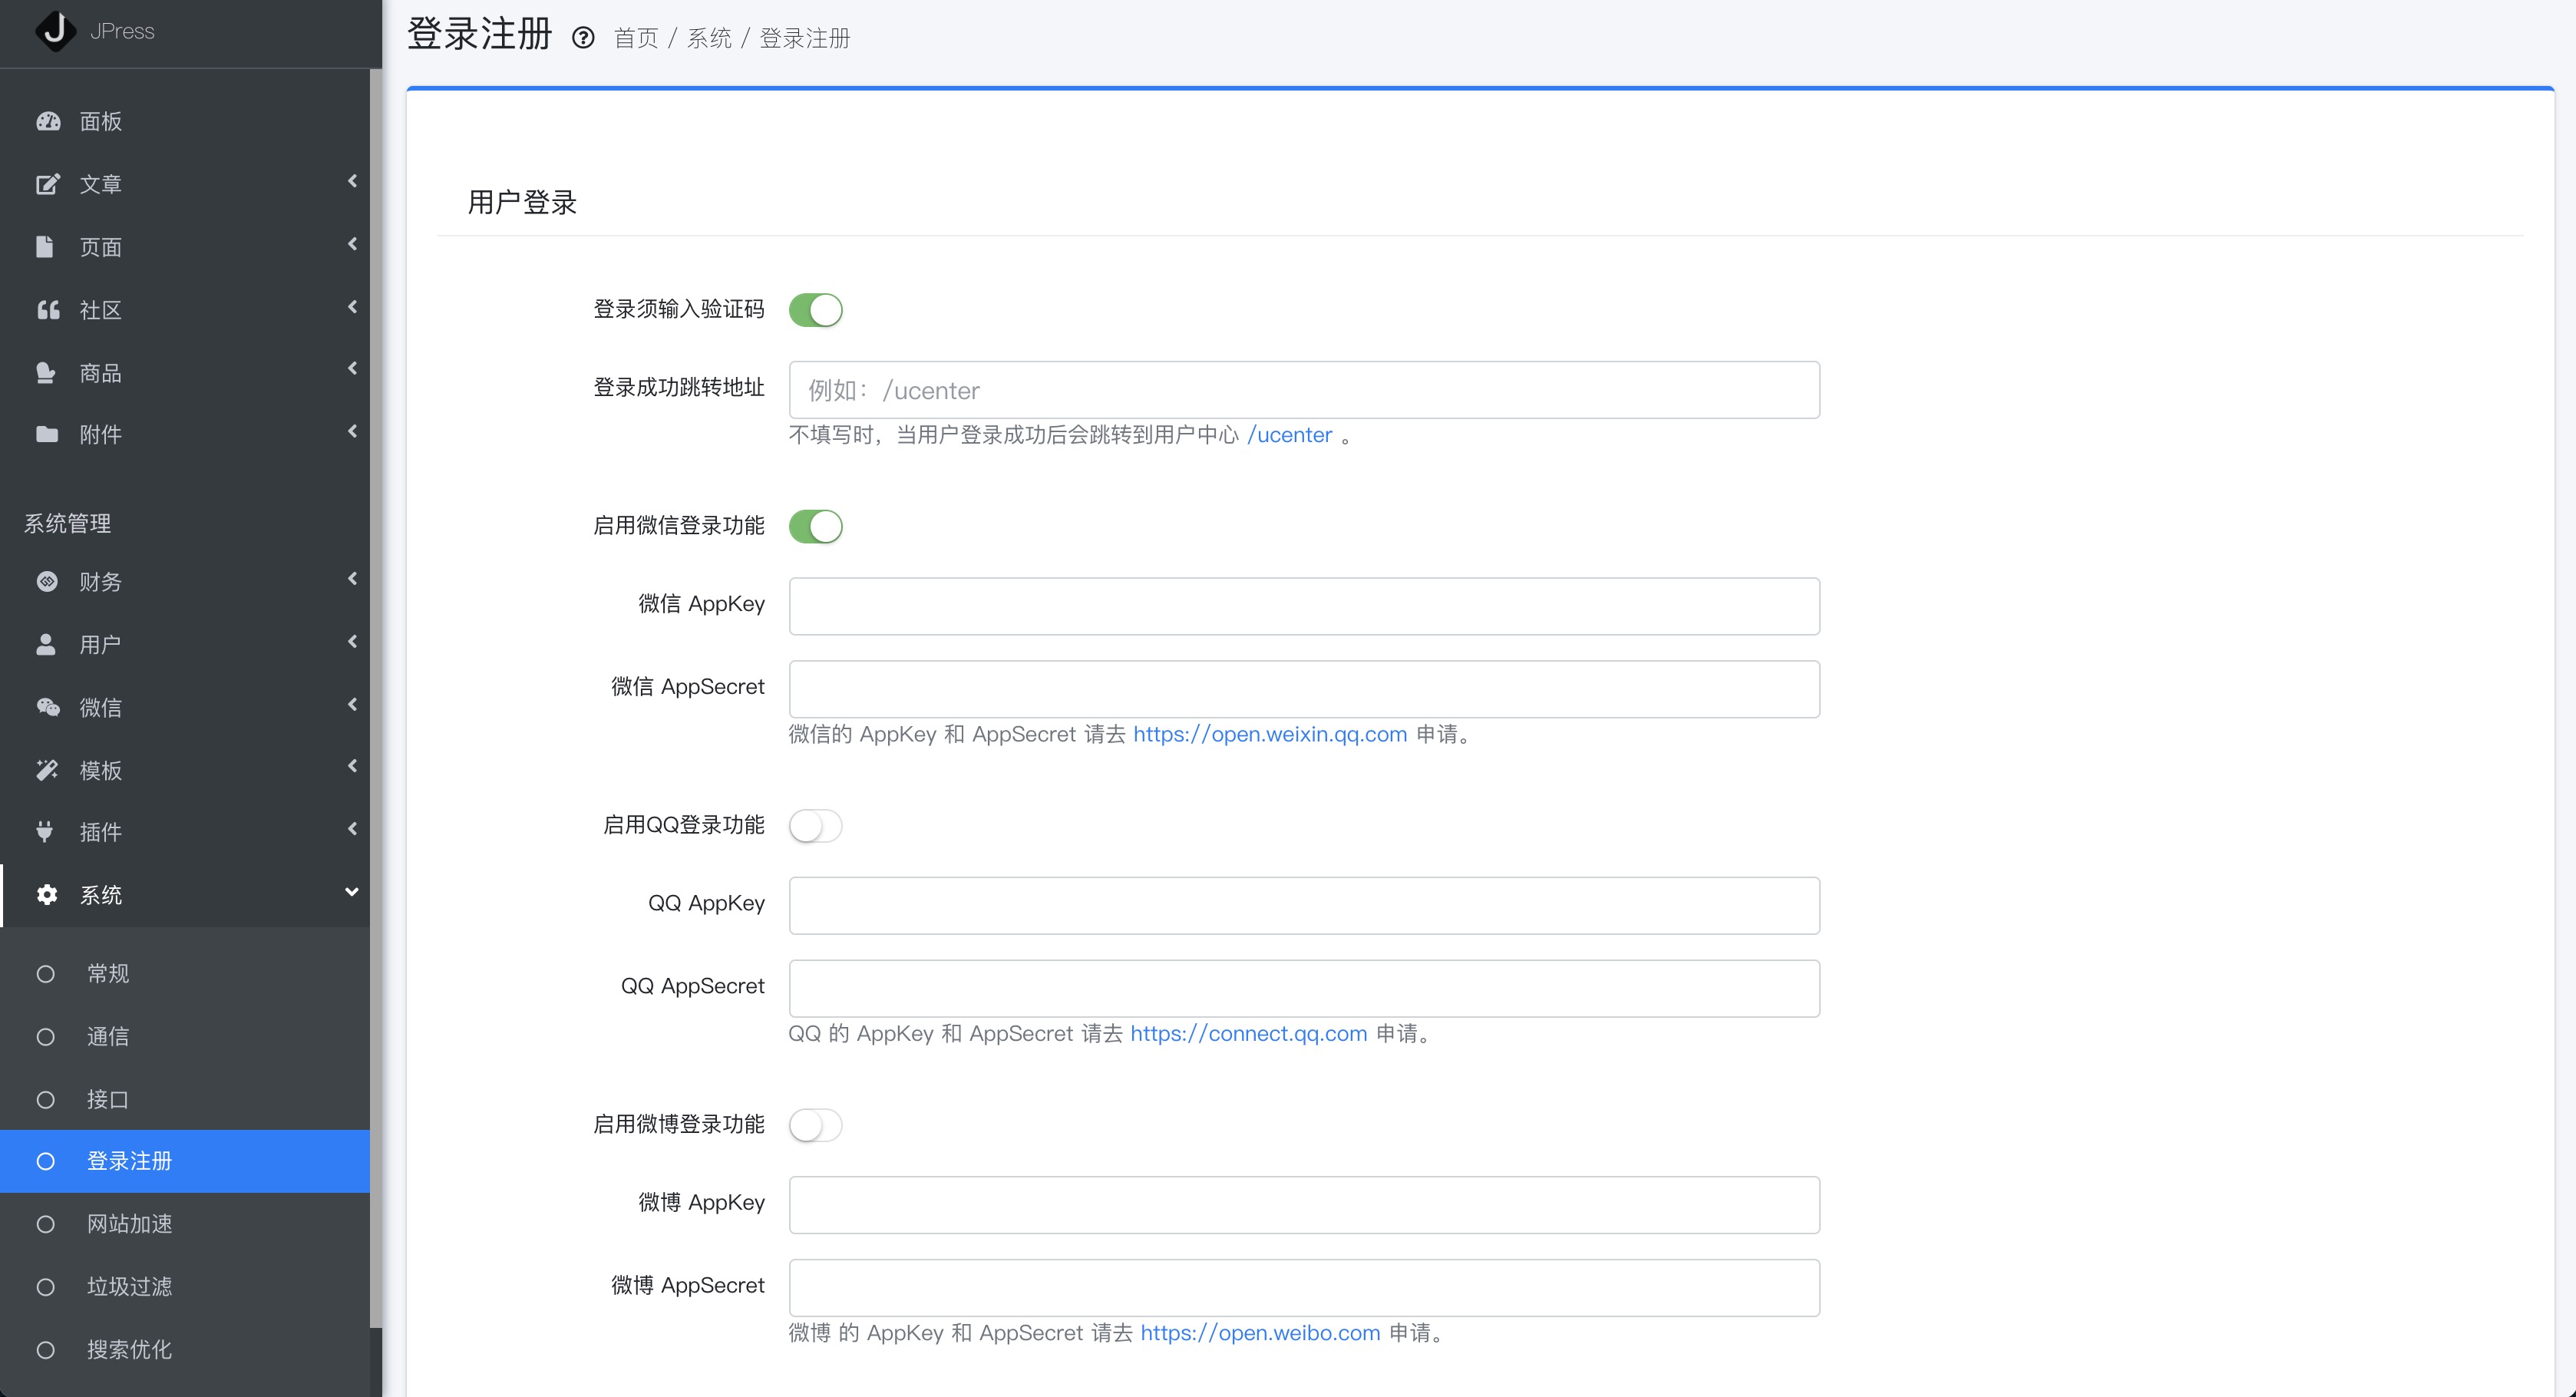 JPress
面板
文章
页面
社区
商品
附件
系统管理
财务
用户
微信
模板
插件
系统
常规
通信
接口
登录注册
网站加速
垃圾过滤
搜索优化
登录注册 首页 / 系统 / 登录注册
用户登录
登录须输入验证码
登录成功跳转地址 例如：/ucenter
不填写时，当用户登录成功后会跳转到用户中心 /ucenter 。
启用微信登录功能
微信 AppKey
微信 AppSecret
微信的 AppKey 和 AppSecret 请去 https://open.weixin.qq.com 申请。
启用QQ登录功能
QQ AppKey
QQ AppSecret
QQ 的 AppKey 和 AppSecret 请去 https://connect.qq.com 申请。
启用微博登录功能
微博 AppKey
微博 AppSecret
微博 的 AppKey 和 AppSecret 请去 https://open.weibo.com 申请。